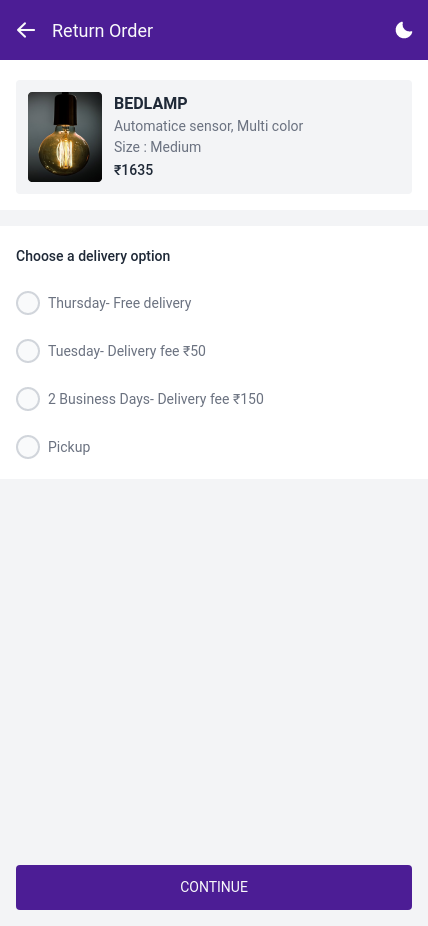 Return Order
BEDLAMP
Automatice sensor, Multi color
Size : Medium
₹1635
Choose a delivery option
Thursday- Free delivery
Tuesday- Delivery fee ₹50
2 Business Days- Delivery fee ₹150
Pickup
CONTINUE